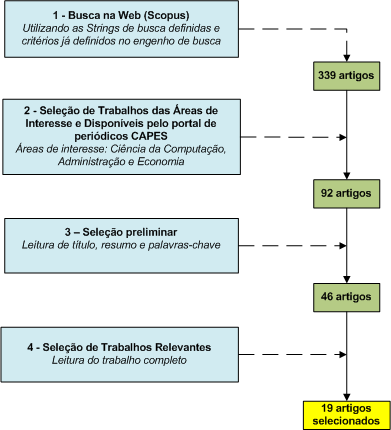 1 - Busca na Web (Scopus)
Utilizando as Strings de busca definidas e
critérios já definidos no engenho de busca
339 artigos
2 - Seleção de Trabalhos das Áreas de
Interesse e Disponíveis pelo portal de
periódicos CAPES
Áreas de interesse: Ciência da Computação,
Administração e Economia
92 artigos
3 – Seleção preliminar
Leitura de título, resumo e palavras-chave
46 artigos
4 - Seleção de Trabalhos Relevantes
Leitura do trabalho completo
19 artigos
selecionados